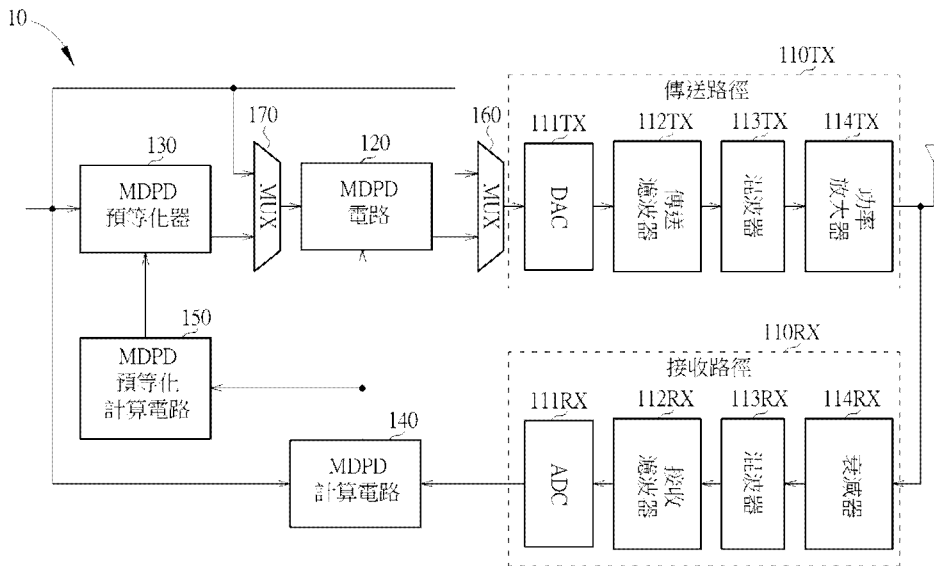 10
110TX
傳送路徑
170
160
111TX
112TX
113TX
114TX
130
120
MDPD
預等化器
MUX
MDPD
電路
MUX
DAC
傳送
濾波器
混波器
功率
放大器
150
MDPD
預等化
計算電路
110RX
接收路徑
140
111RX
112RX
113RX
114RX
MDPD
計算電路
ADC
接收
濾波器
混波器
衰減器